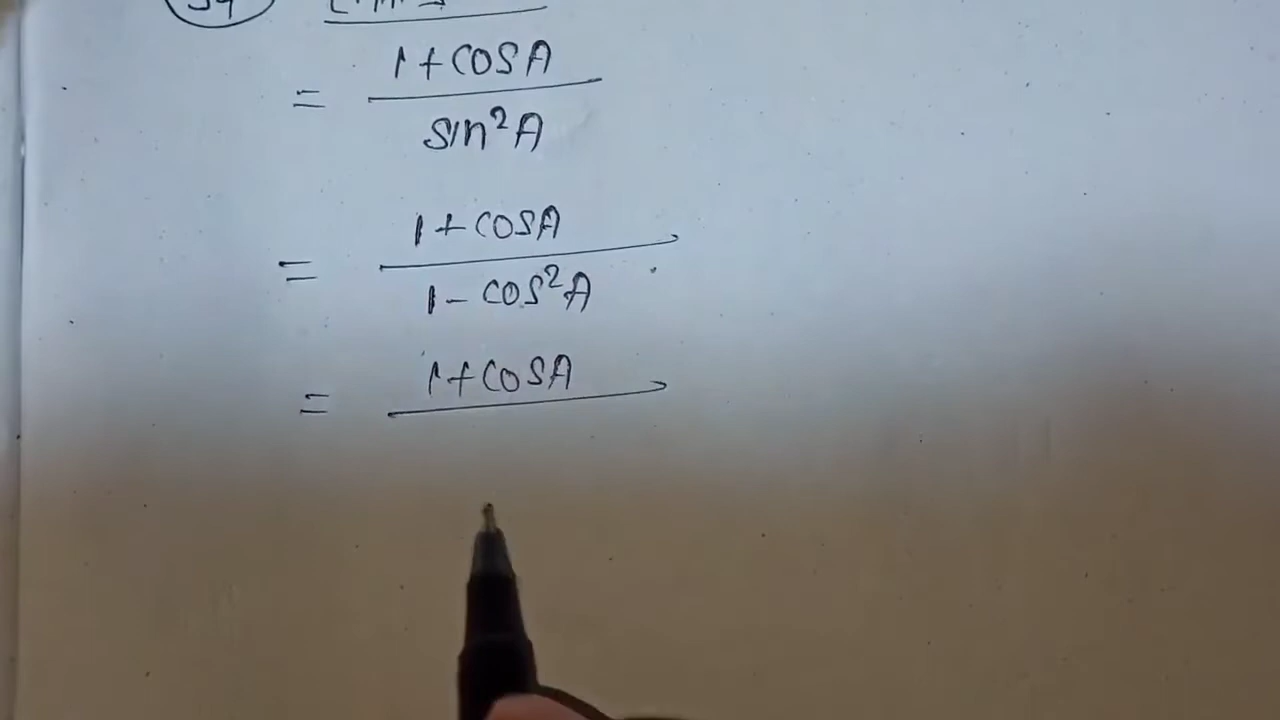 1 + COSA
= ─────
sin²A
1 + COSA
= ─────
1 - COS²A
1 + COSA
= ─────